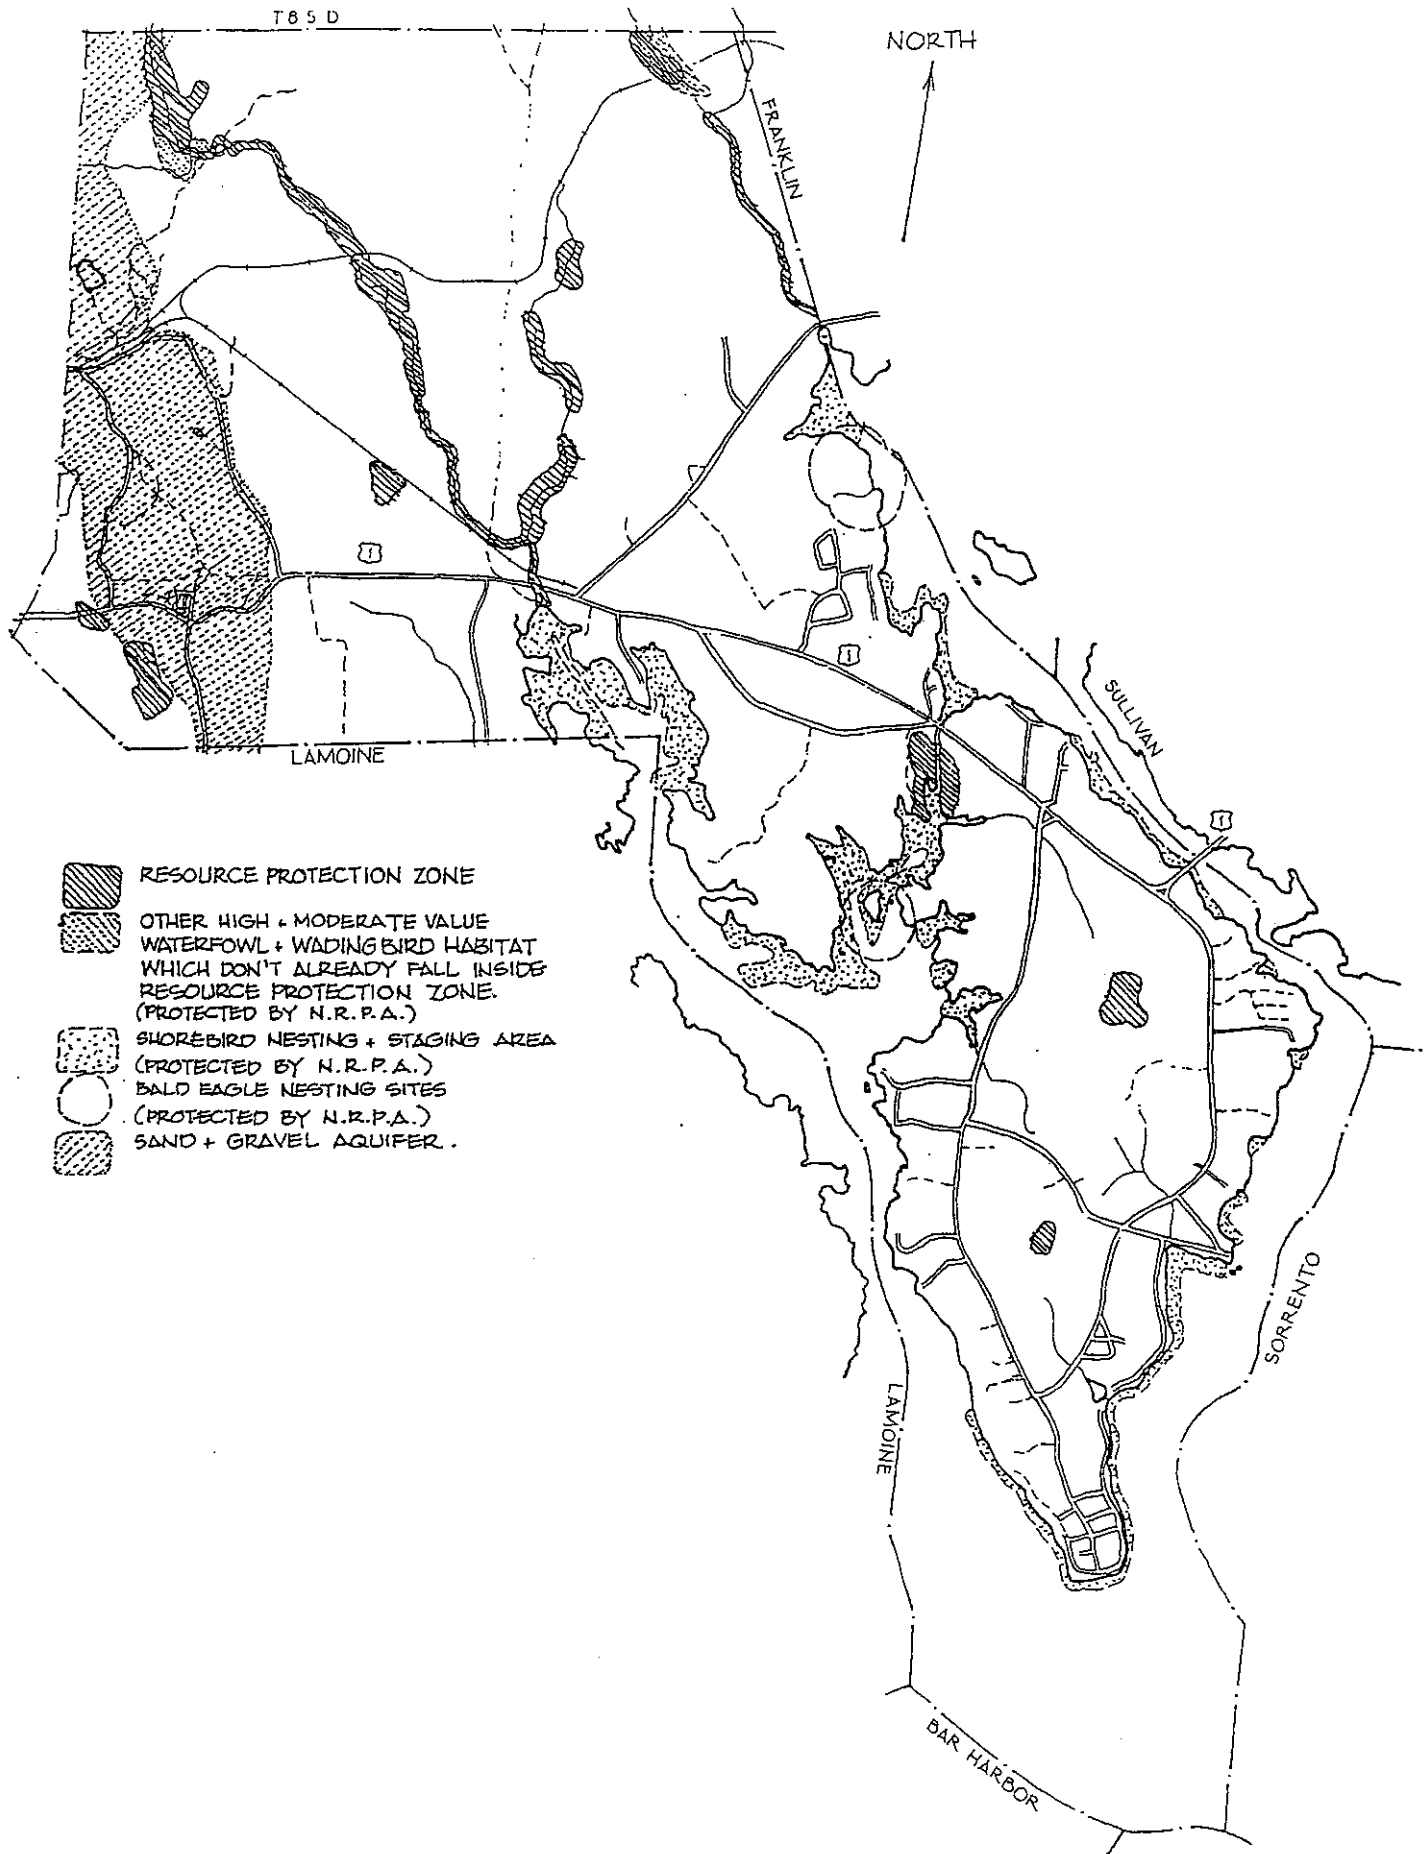 T8 S D
NORTH
FRANKLIN
1
1
SULLIVAN
LAMOINE
1
RESOURCE PROTECTION ZONE
OTHER HIGH + MODERATE VALUE
WATERFOWL + WADING BIRD HABITAT
WHICH DON'T ALREADY FALL INSIDE
RESOURCE PROTECTION ZONE.
(PROTECTED BY N.R.P.A.)
SHOREBIRD NESTING + STAGING AREA
(PROTECTED BY N.R.P.A.)
BALD EAGLE NESTING SITES
(PROTECTED BY N.R.P.A.)
SAND + GRAVEL AQUIFER.
SORRENTO
LAMOINE
BAR HARBOR